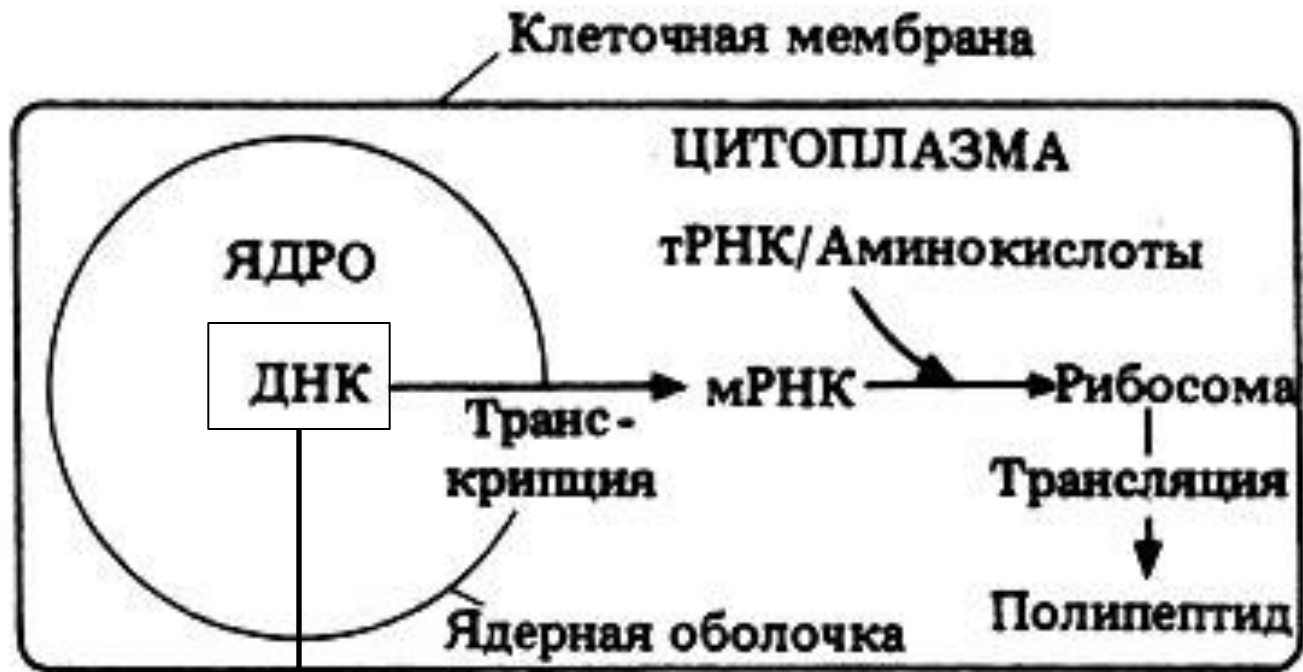 Клеточная мембрана
ЦИТОПЛАЗМА
тРНК/Аминокислоты
ЯДРО
ДНК
мРНК
Рибосома
Транс-
крипция
Трансляция
Полипептид
Ядерная оболочка